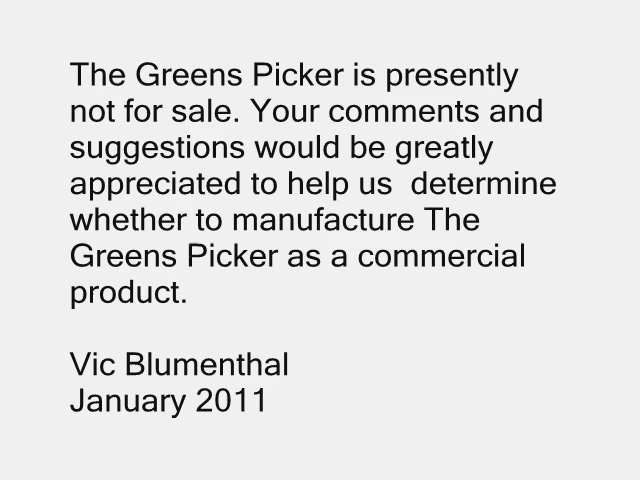 The Greens Picker is presently
not for sale. Your comments and
suggestions would be greatly
appreciated to help us  determine
whether to manufacture The
Greens Picker as a commercial
product.

Vic Blumenthal
January 2011